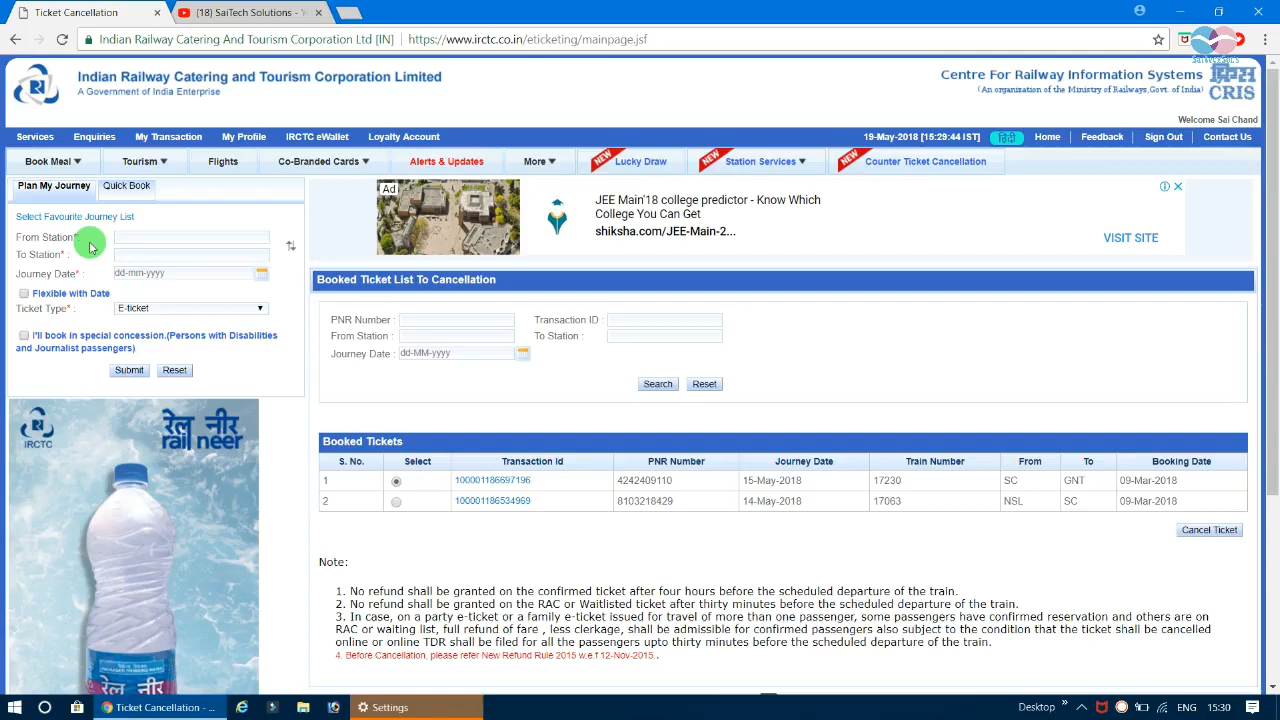 Ticket Cancellation
(18) SaiTech Solutions - Y
Indian Railway Catering And Tourism Corporation Ltd [IN] https://www.irctc.co.in/eticketing/mainpage.jsf
Indian Railway Catering and Tourism Corporation Limited
A Government of India Enterprise
Centre For Railway Information Systems
(An organization of the Ministry of Railways,Govt. of India)
CRIS
Welcome Sai Chand
Services Enquiries My Transaction My Profile IRCTC eWallet Loyalty Account 19-May-2018 [15:29:44 IST] हिंदी Home Feedback Sign Out Contact Us
Book Meal Tourism Flights Co-Branded Cards Alerts & Updates More NEW Lucky Draw NEW Station Services NEW Counter Ticket Cancellation
Plan My Journey Quick Book
Select Favourite Journey List
From Station* :
To Station* :
Journey Date* : dd-mm-yyyy
Flexible with Date
Ticket Type* : E-ticket
I'll book in special concession.(Persons with Disabilities
and Journalist passengers)
Submit Reset
IRCTC
रेल नीर
rail neer
रेल नीर
Ad
JEE Main'18 college predictor - Know Which
College You Can Get
shiksha.com/JEE-Main-2...
VISIT SITE
Booked Ticket List To Cancellation
PNR Number : Transaction ID :
From Station : To Station :
Journey Date : dd-MM-yyyy
Search Reset
Booked Tickets
S. No. Select Transaction Id PNR Number Journey Date Train Number From To Booking Date
1 100001186697196 4242409110 15-May-2018 17230 SC GNT 09-Mar-2018
2 100001186534969 8103218429 14-May-2018 17063 NSL SC 09-Mar-2018
Cancel Ticket
Note:
1. No refund shall be granted on the confirmed ticket after four hours before the scheduled departure of the train.
2. No refund shall be granted on the RAC or Waitlisted ticket after thirty minutes before the scheduled departure of the train.
3. In case, on a party e-ticket or a family e-ticket issued for travel of more than one passenger, some passengers have confirmed reservation and others are on
RAC or waiting list, full refund of fare , less clerkage, shall be admissible for confirmed passengers also subject to the condition that the ticket shall be cancelled
online or online TDR shall be filed for all the passengers upto thirty minutes before the scheduled departure of the train.
4. Before Cancellation, please refer New Refund Rule 2015 w.e.f 12-Nov-2015. .
Ticket Cancellation - ... Settings Desktop ENG 15:30